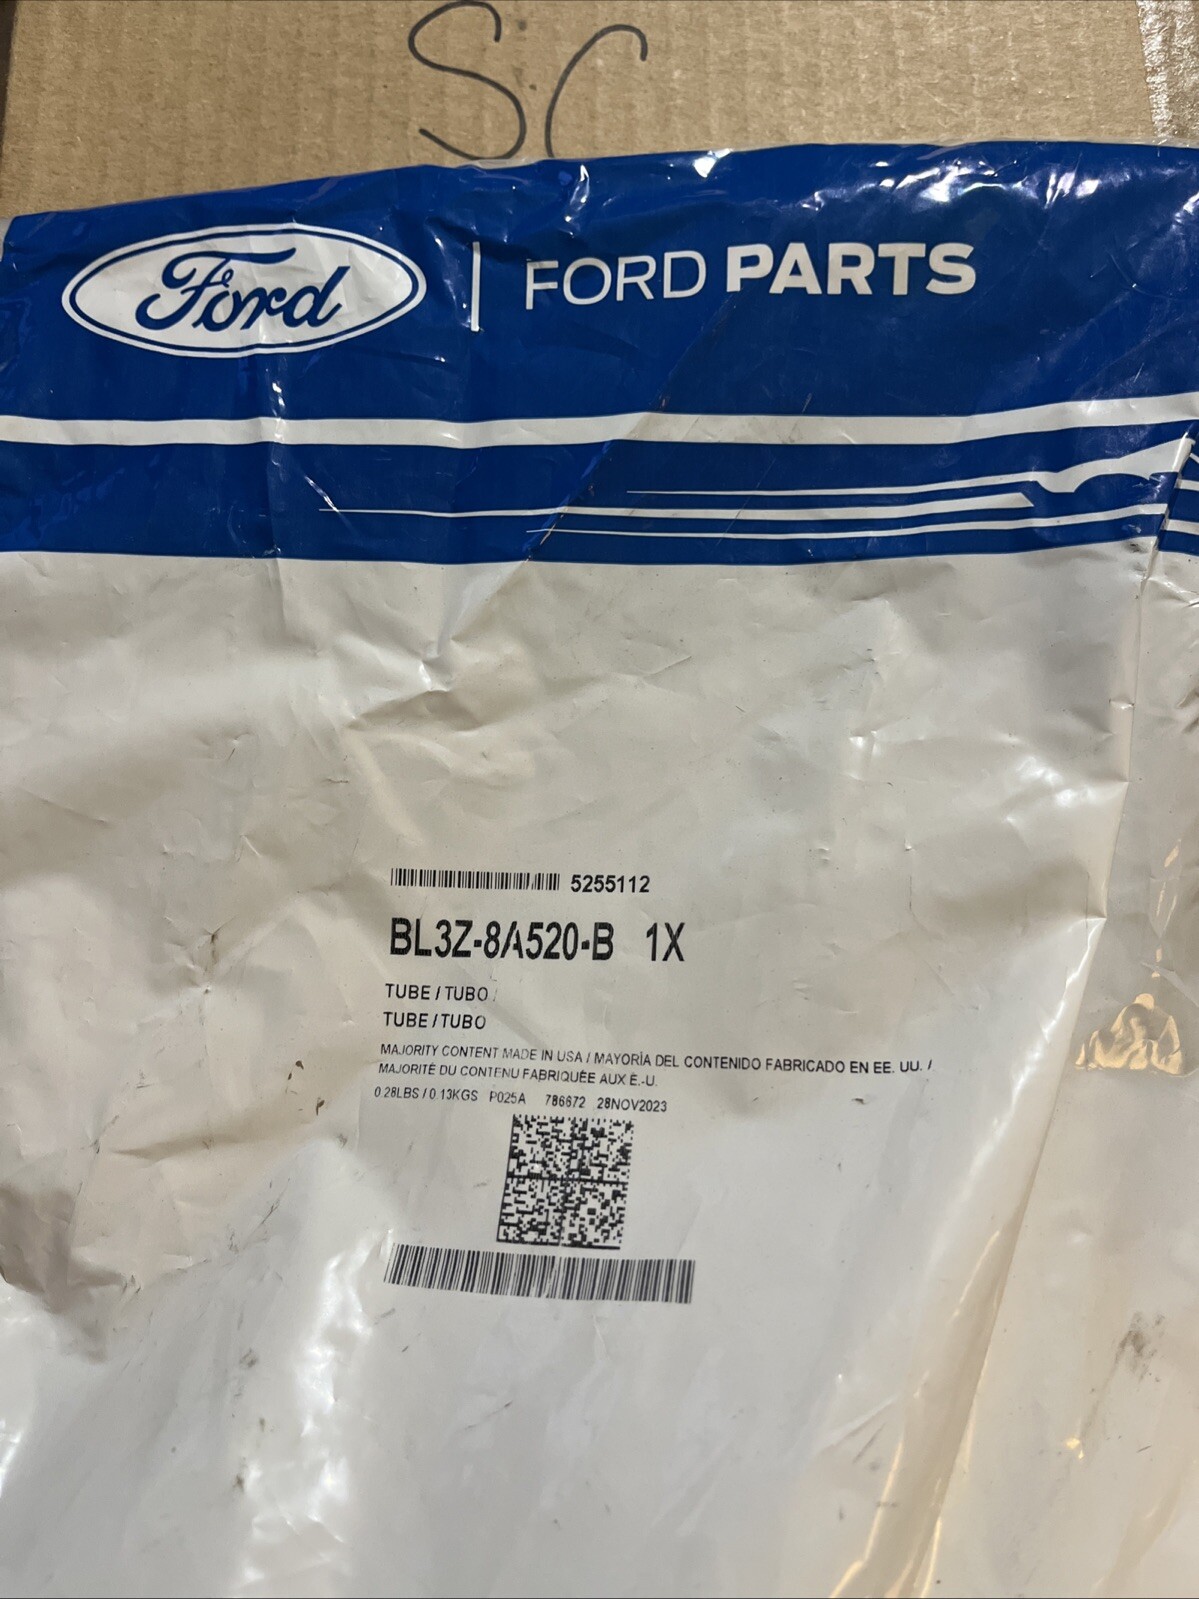 SC
Ford
FORD PARTS
5255112
BL3Z-8A520-B 1X
TUBE / TUBO /
TUBE / TUBO
MAJORITY CONTENT MADE IN USA / MAYORÍA DEL CONTENIDO FABRICADO EN EE. UU. /
MAJORITÉ DU CONTENU FABRIQUÉE AUX É.-U.
0.28LBS / 0.13KGS P025A 786672 28NOV2023